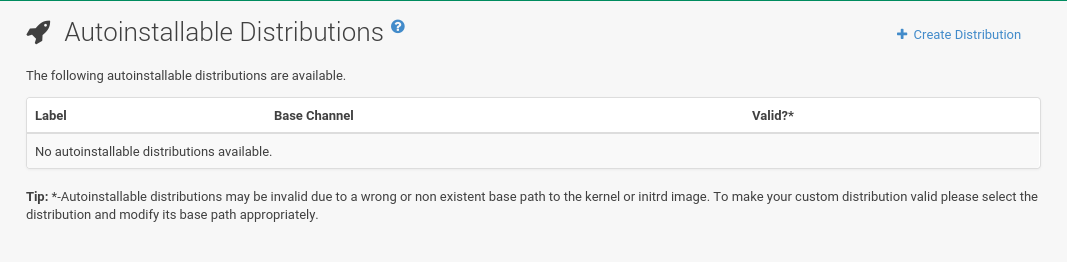 Autoinstallable Distributions ?
+ Create Distribution
The following autoinstallable distributions are available.
Label Base Channel Valid?*
No autoinstallable distributions available.
Tip: *-Autoinstallable distributions may be invalid due to a wrong or non existent base path to the kernel or initrd image. To make your custom distribution valid please select the
distribution and modify its base path appropriately.